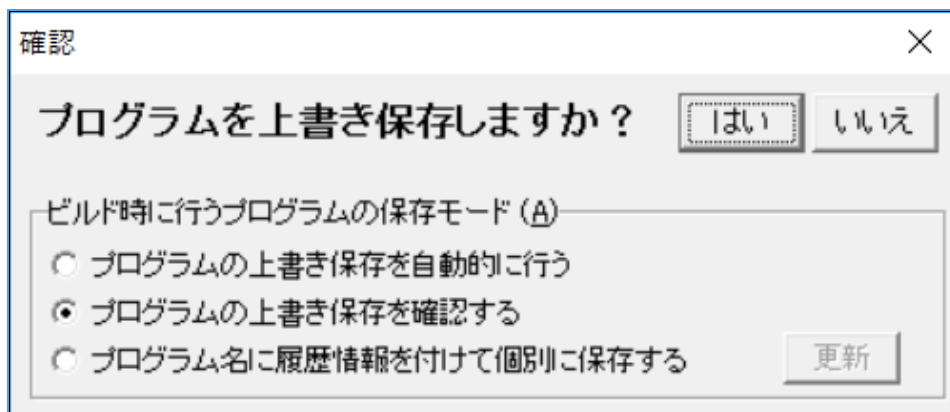 確認
プログラムを上書き保存しますか？ はい いいえ
ビルド時に行うプログラムの保存モード(A)
プログラムの上書き保存を自動的に行う
プログラムの上書き保存を確認する
プログラム名に履歴情報を付けて個別に保存する 更新